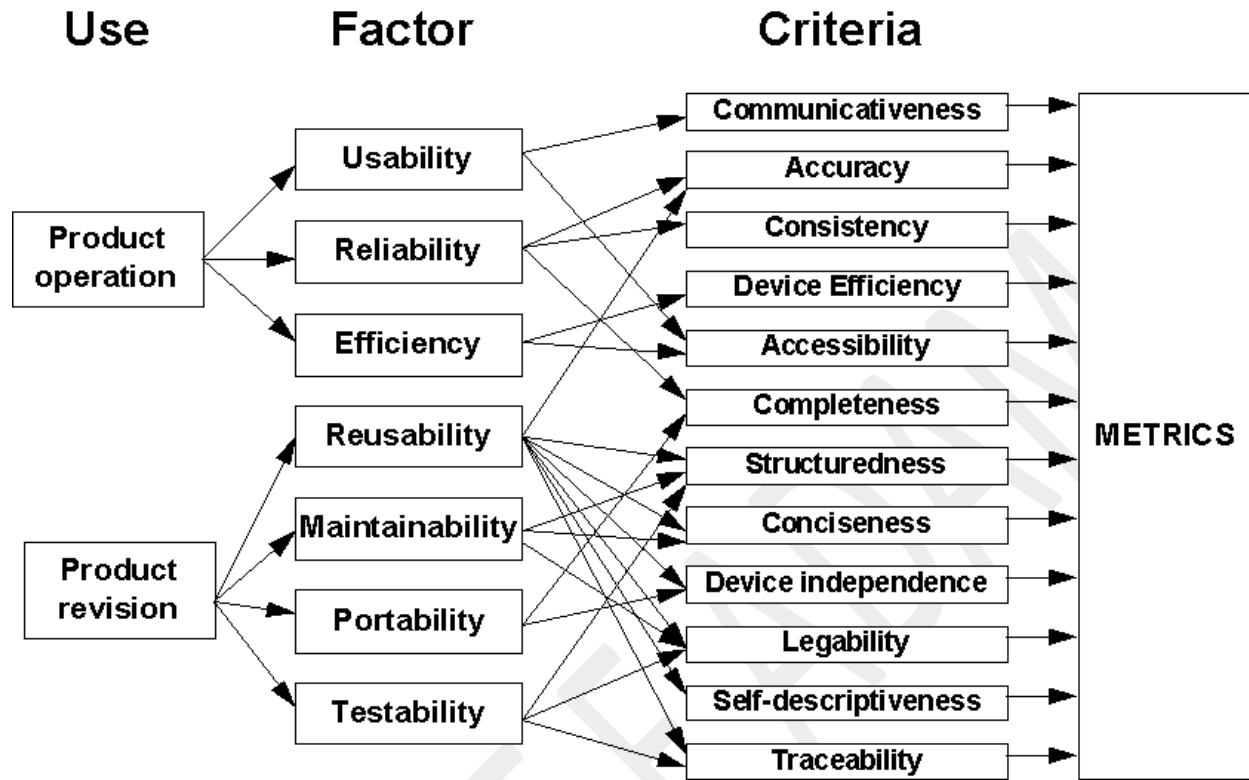 Use Factor Criteria
Product
operation
Product
revision
Usability
Reliability
Efficiency
Reusability
Maintainability
Portability
Testability
Communicativeness
Accuracy
Consistency
Device Efficiency
Accessibility
Completeness
Structuredness
Conciseness
Device independence
Legability
Self-descriptiveness
Traceability
METRICS